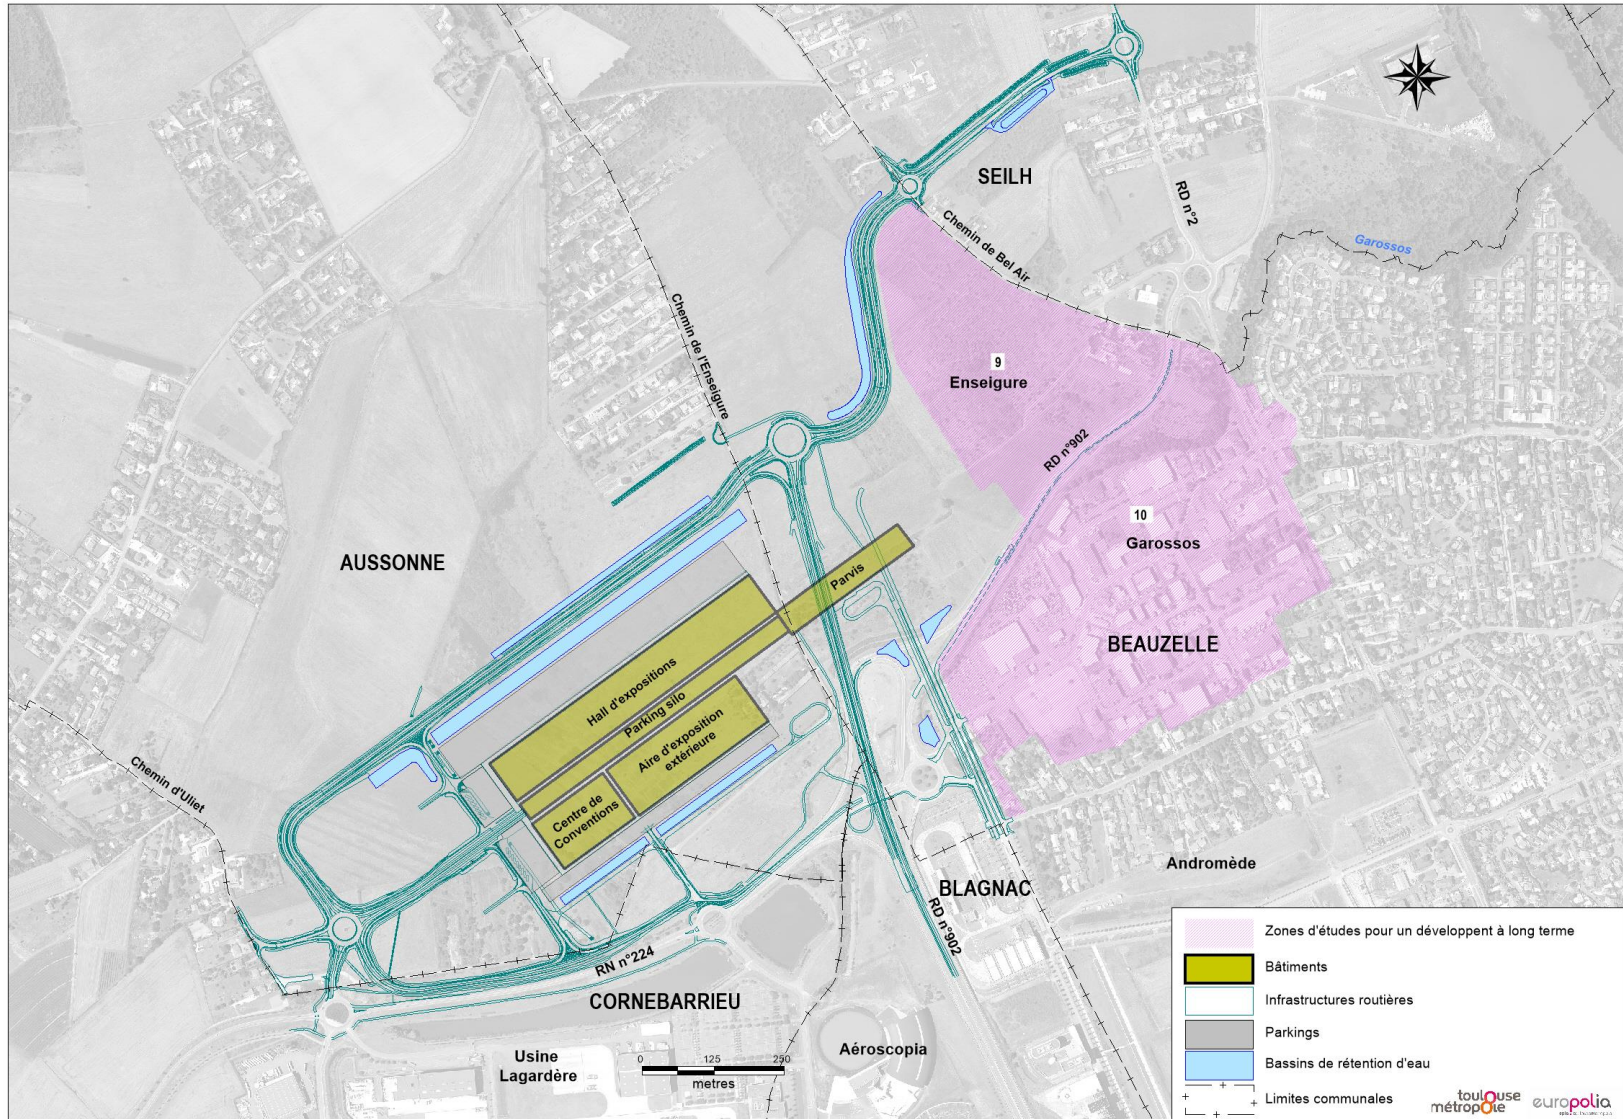 SEILH
RD n°2
Chemin de Bel Air
Garossos
Chemin de l'Enseigure
9
Enseigure
RD n°902
10
Garossos
AUSSONNE
Parvis
BEAUZELLE
Hall d'expositions
Parking silo
Aire d'exposition
extérieure
Centre de
Conventions
Chemin d'Uliet
Andromède
BLAGNAC
RD n°902
RN n°224
CORNEBARRIEU
Usine
Lagardère
Aéroscopia
0 125 250
metres
Zones d'études pour un développent à long terme
Bâtiments
Infrastructures routières
Parkings
Bassins de rétention d'eau
Limites communales
toulouse
métropole
europolia